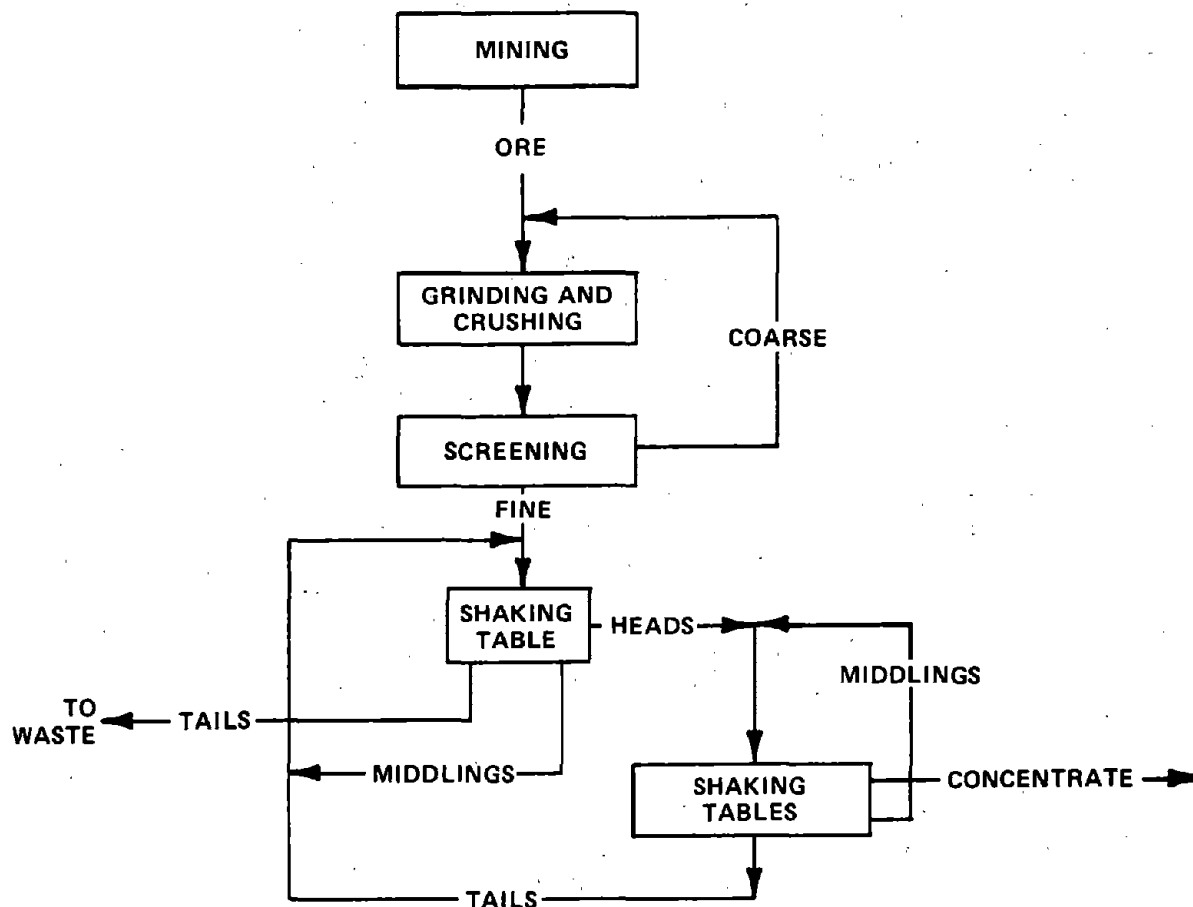 MINING
ORE
GRINDING AND
CRUSHING
COARSE
SCREENING
FINE
SHAKING
TABLE
HEADS
MIDDLINGS
TO
WASTE
TAILS
MIDDLINGS
SHAKING
TABLES
CONCENTRATE
TAILS